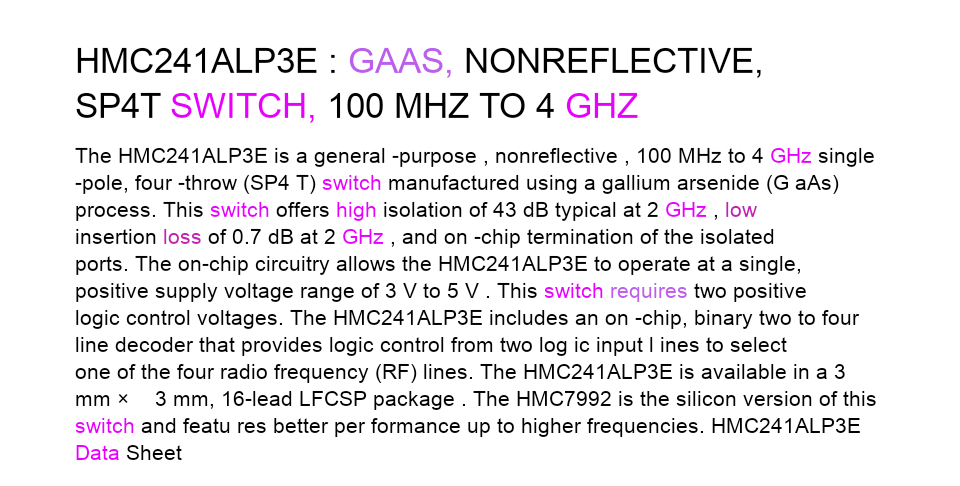 HMC241ALP3E : GAAS, NONREFLECTIVE,
SP4T SWITCH, 100 MHZ TO 4 GHZ
The HMC241ALP3E is a general -purpose , nonreflective , 100 MHz to 4 GHz single
-pole, four -throw (SP4 T) switch manufactured using a gallium arsenide (G aAs)
process. This switch offers high isolation of 43 dB typical at 2 GHz , low
insertion loss of 0.7 dB at 2 GHz , and on -chip termination of the isolated
ports. The on-chip circuitry allows the HMC241ALP3E to operate at a single,
positive supply voltage range of 3 V to 5 V . This switch requires two positive
logic control voltages. The HMC241ALP3E includes an on -chip, binary two to four
line decoder that provides logic control from two log ic input l ines to select
one of the four radio frequency (RF) lines. The HMC241ALP3E is available in a 3
mm × 3 mm, 16-lead LFCSP package . The HMC7992 is the silicon version of this
switch and featu res better per formance up to higher frequencies. HMC241ALP3E
Data Sheet